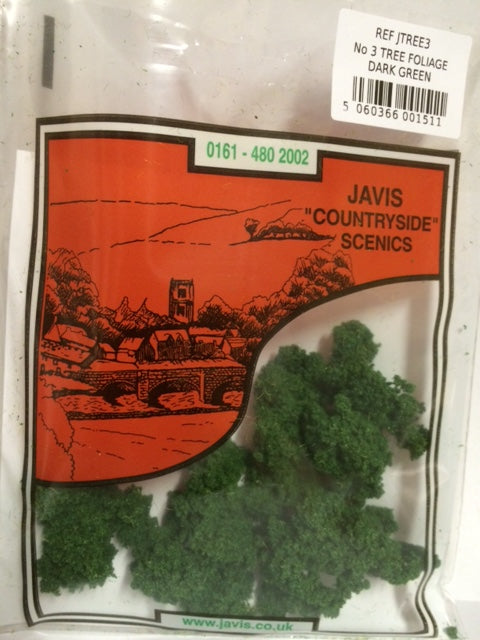 REF JTREE3
No 3 TREE FOLIAGE
DARK GREEN
5 060366 001511
0161 - 480 2002
JAVIS
"COUNTRYSIDE"
SCENICS
www.javis.co.uk